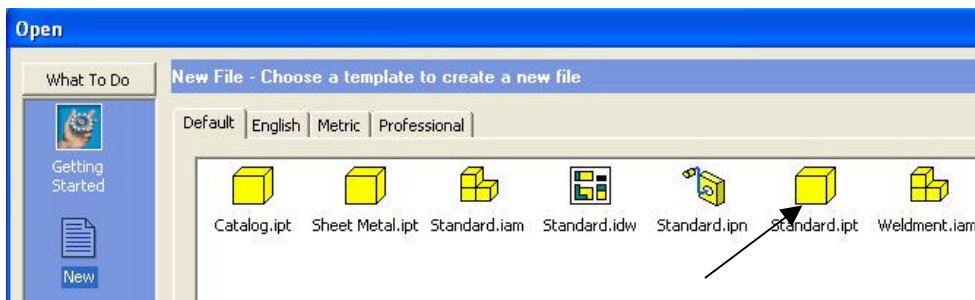 Open
What To Do
New File - Choose a template to create a new file
Default English Metric Professional
Getting
Started
Catalog.ipt Sheet Metal.ipt Standard.iam Standard.idw Standard.ipn Standard.ipt Weldment.iam
New